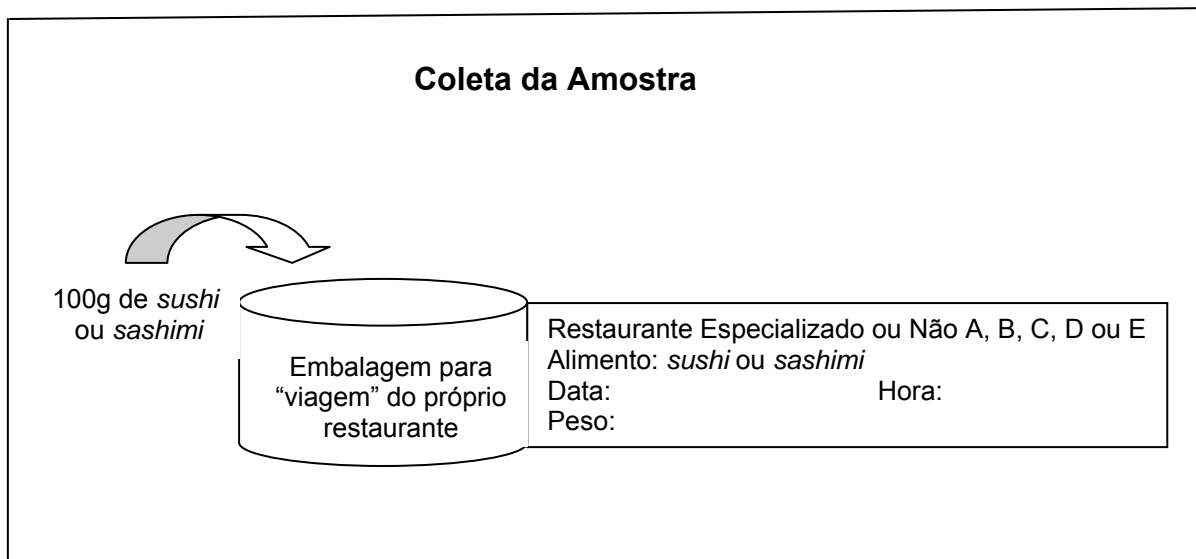 Coleta da Amostra
100g de sushi
ou sashimi
Embalagem para
“viagem” do próprio
restaurante
Restaurante Especializado ou Não A, B, C, D ou E
Alimento: sushi ou sashimi
Data: Hora:
Peso: